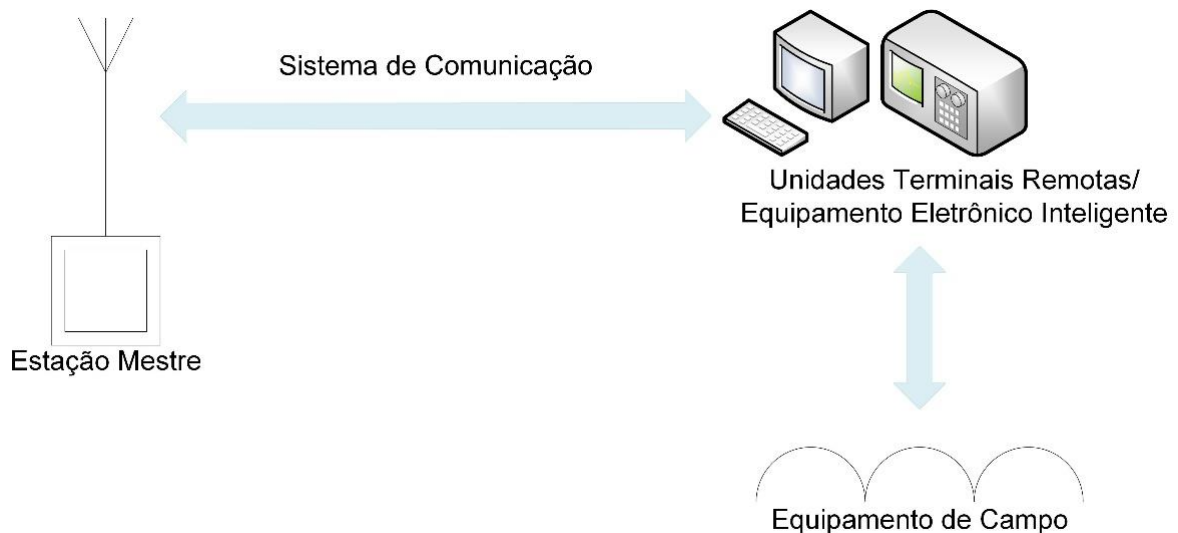 Sistema de Comunicação
Unidades Terminais Remotas/
Equipamento Eletrônico Inteligente
Estação Mestre
Equipamento de Campo